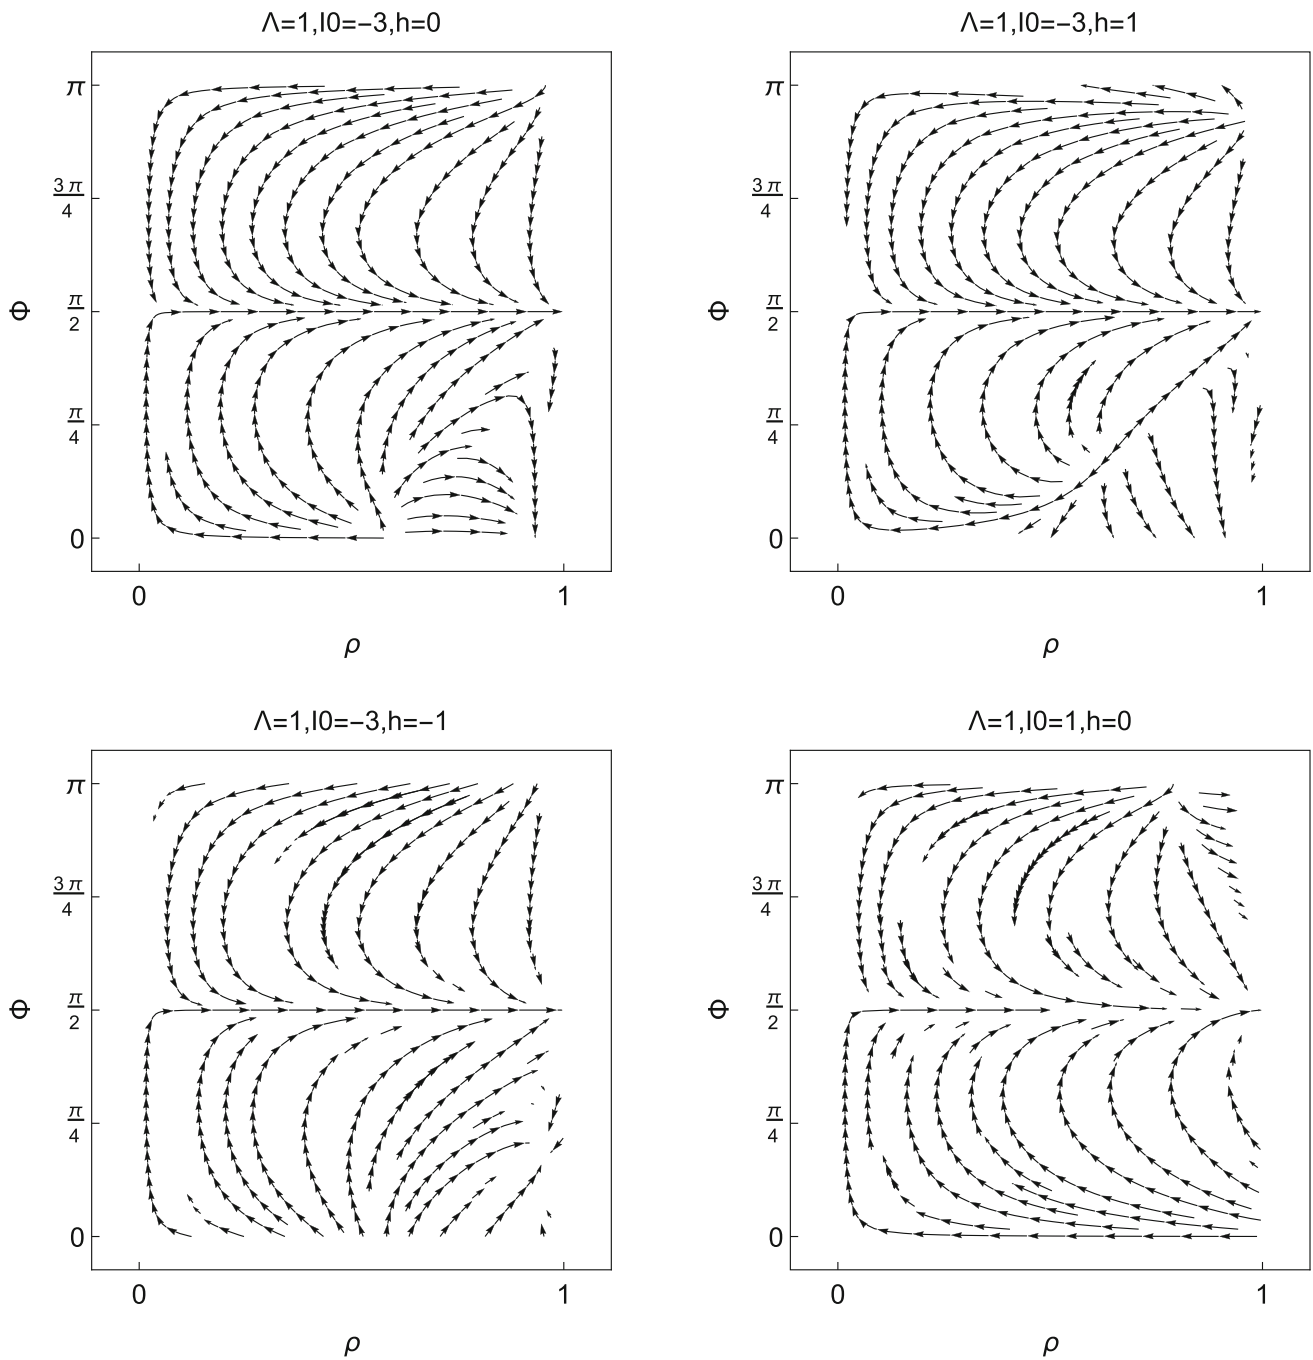 Λ=1,I0=−3,h=0
π
3π/4
π/2
π/4
0
Φ
0 1
ρ
Λ=1,I0=−3,h=1
π
3π/4
π/2
π/4
0
Φ
0 1
ρ
Λ=1,I0=−3,h=−1
π
3π/4
π/2
π/4
0
Φ
0 1
ρ
Λ=1,I0=1,h=0
π
3π/4
π/2
π/4
0
Φ
0 1
ρ